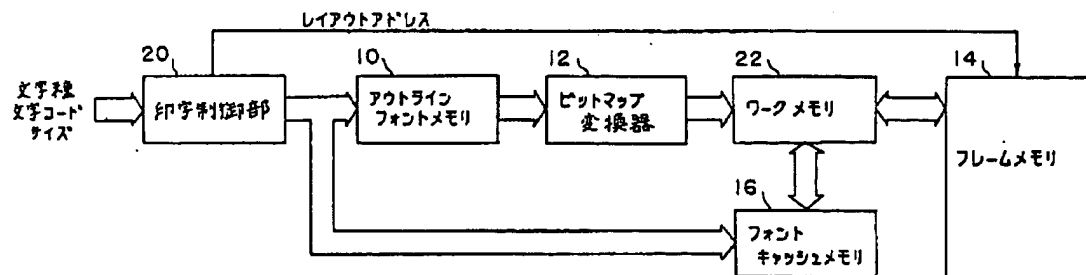 レイアウトアドレス
20
10
12
22
14
文字種
文字コード
サイズ
印字制御部
アウトライン
フォントメモリ
ビットマップ
変換器
ワークメモリ
フレームメモリ
16
フォント
キャッシュメモリ